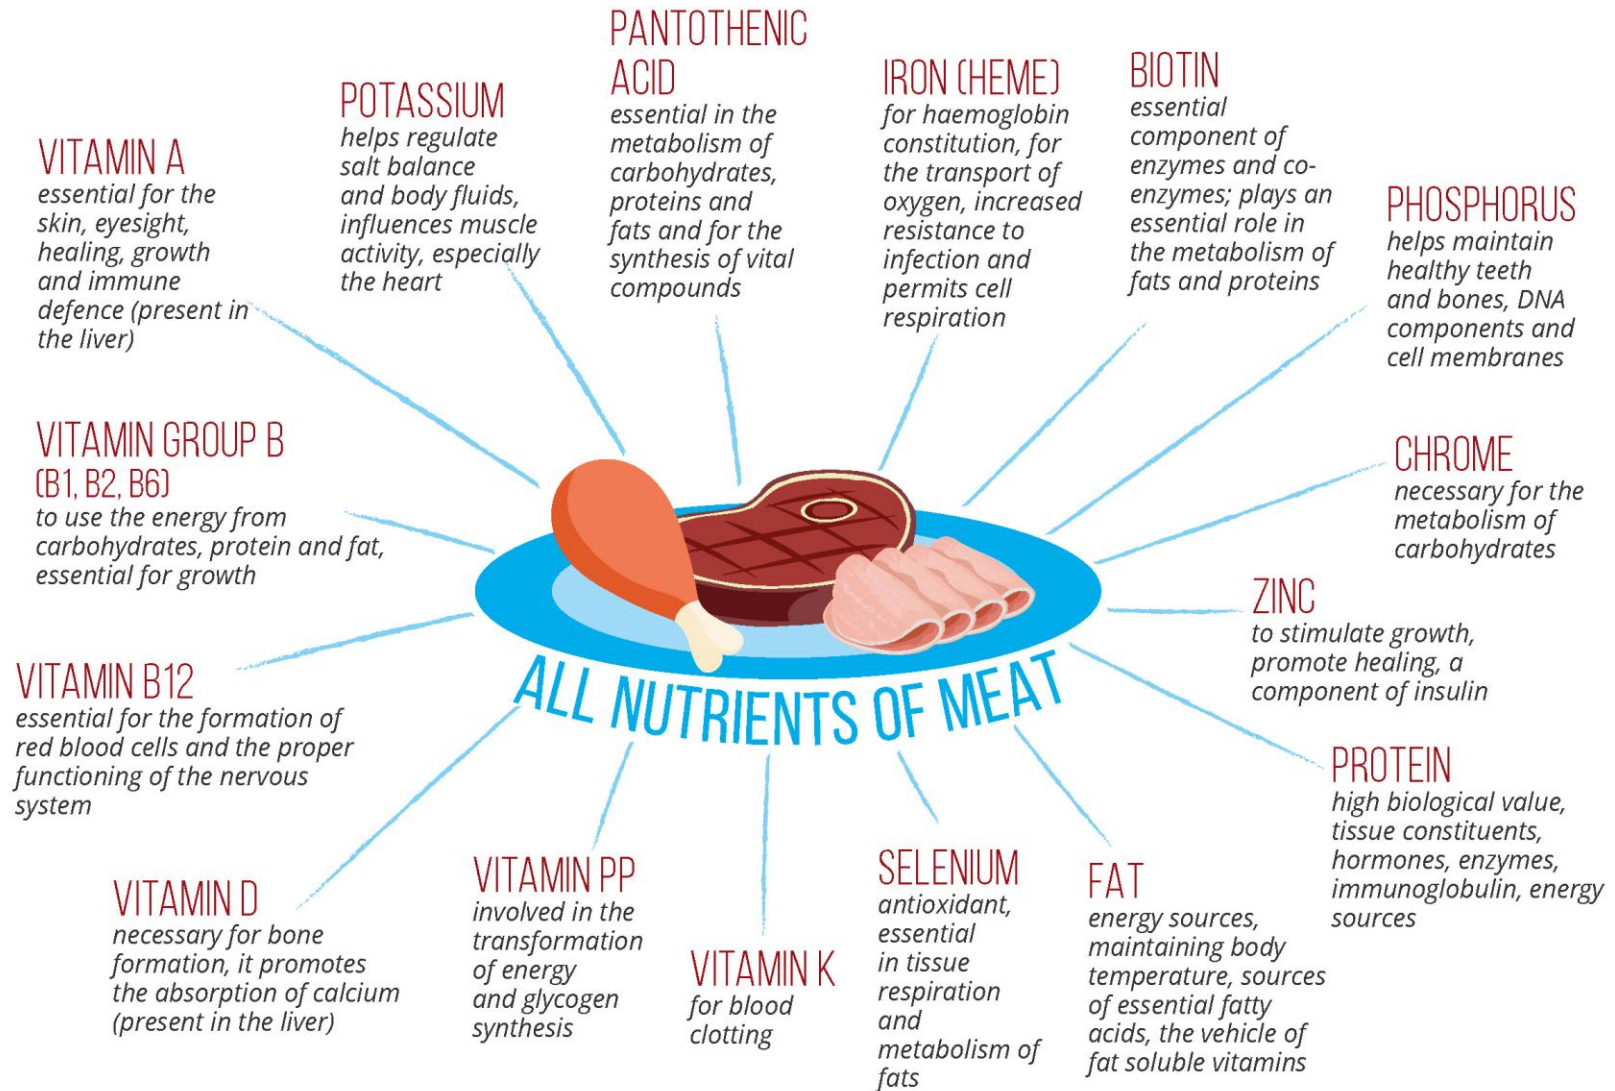 PANTOTHENIC
ACID
essential in the
metabolism of
carbohydrates,
proteins and
fats and for the
synthesis of vital
compounds
IRON (HEME)
for haemoglobin
constitution, for
the transport of
oxygen, increased
resistance to
infection and
permits cell
respiration
BIOTIN
essential
component of
enzymes and co-
enzymes; plays an
essential role in
the metabolism of
fats and proteins
POTASSIUM
helps regulate
salt balance
and body fluids,
influences muscle
activity, especially
the heart
VITAMIN A
essential for the
skin, eyesight,
healing, growth
and immune
defence (present in
the liver)
PHOSPHORUS
helps maintain
healthy teeth
and bones, DNA
components and
cell membranes
VITAMIN GROUP B
(B1, B2, B6)
to use the energy from
carbohydrates, protein and fat,
essential for growth
CHROME
necessary for the
metabolism of
carbohydrates
ZINC
to stimulate growth,
promote healing, a
component of insulin
VITAMIN B12
essential for the formation of
red blood cells and the proper
functioning of the nervous
system
ALL NUTRIENTS OF MEAT
PROTEIN
high biological value,
tissue constituents,
hormones, enzymes,
immunoglobulin, energy
sources
VITAMIN D
necessary for bone
formation, it promotes
the absorption of calcium
(present in the liver)
VITAMIN PP
involved in the
transformation
of energy
and glycogen
synthesis
VITAMIN K
for blood
clotting
SELENIUM
antioxidant,
essential
in tissue
respiration
and
metabolism of
fats
FAT
energy sources,
maintaining body
temperature, sources
of essential fatty
acids, the vehicle of
fat soluble vitamins